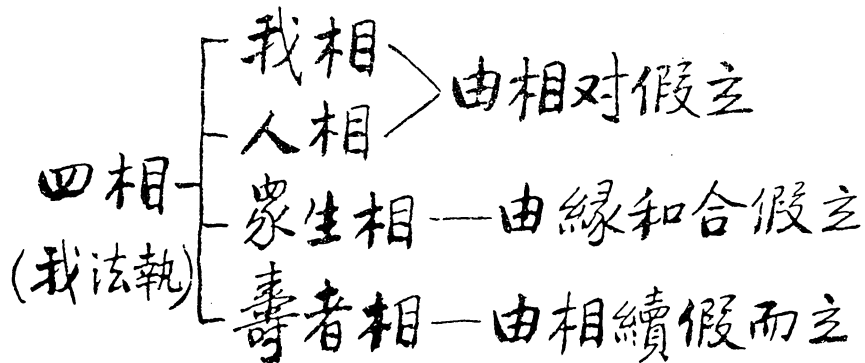 我相
人相
由相对假立
四相
(我法執)
眾生相—由緣和合假立
壽者相—由相續假而立